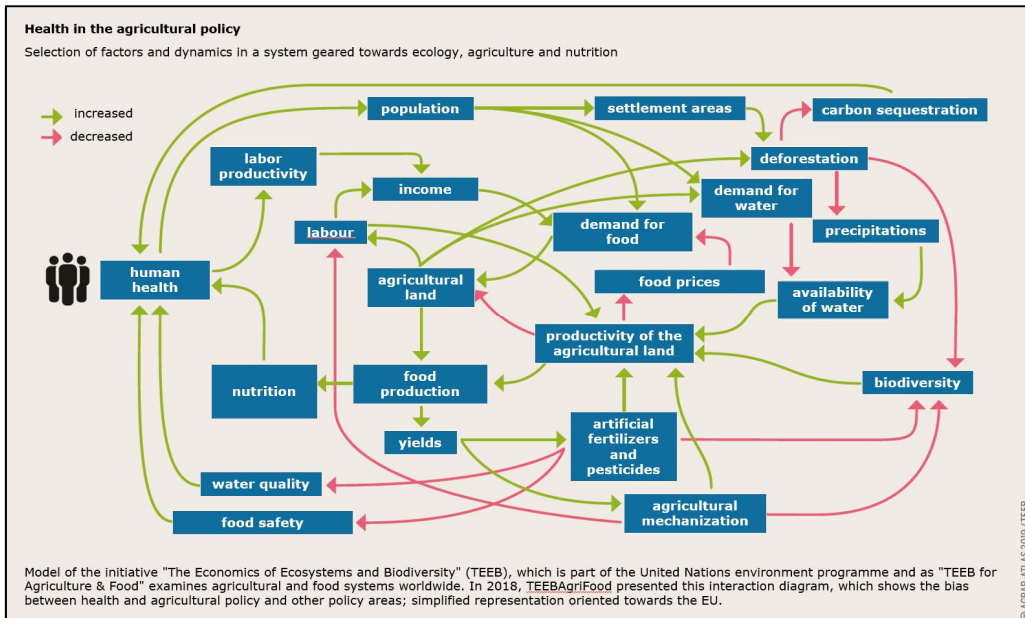 Health in the agricultural policy
Selection of factors and dynamics in a system geared towards ecology, agriculture and nutrition
increased
decreased
population
settlement areas
carbon sequestration
labor
productivity
income
deforestation
demand for
water
labour
demand for
food
precipitations
human
health
agricultural
land
food prices
availability
of water
productivity of the
agricultural land
nutrition
food
production
biodiversity
yields
artificial
fertilizers
and
pesticides
water quality
agricultural
mechanization
food safety
Model of the initiative "The Economics of Ecosystems and Biodiversity" (TEEB), which is part of the United Nations environment programme and as "TEEB for
Agriculture & Food" examines agricultural and food systems worldwide. In 2018, TEEBAgriFood presented this interaction diagram, which shows the bias
between health and agricultural policy and other policy areas; simplified representation oriented towards the EU.
© AGRAR-ATLAS 2019 / TEEB